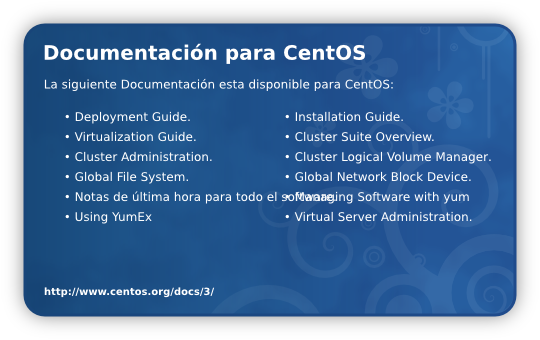 Documentación para CentOS
La siguiente Documentación esta disponible para CentOS:
• Deployment Guide.
• Virtualization Guide.
• Cluster Administration.
• Global File System.
• Notas de última hora para todo el software.
• Using YumEx
• Installation Guide.
• Cluster Suite Overview.
• Cluster Logical Volume Manager.
• Global Network Block Device.
• Managing Software with yum
• Virtual Server Administration.
http://www.centos.org/docs/3/